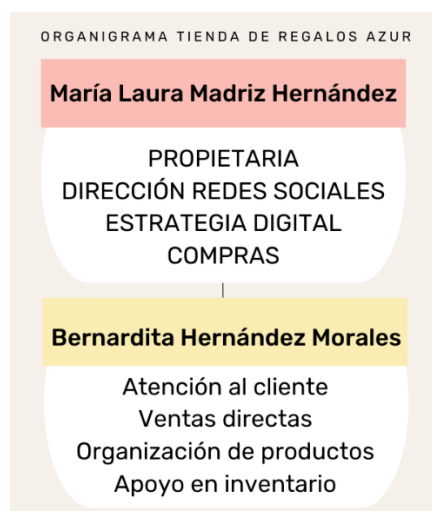 ORGANIGRAMA TIENDA DE REGALOS AZUR
María Laura Madriz Hernández
PROPIETARIA
DIRECCIÓN REDES SOCIALES
ESTRATEGIA DIGITAL
COMPRAS
Bernardita Hernández Morales
Atención al cliente
Ventas directas
Organización de productos
Apoyo en inventario